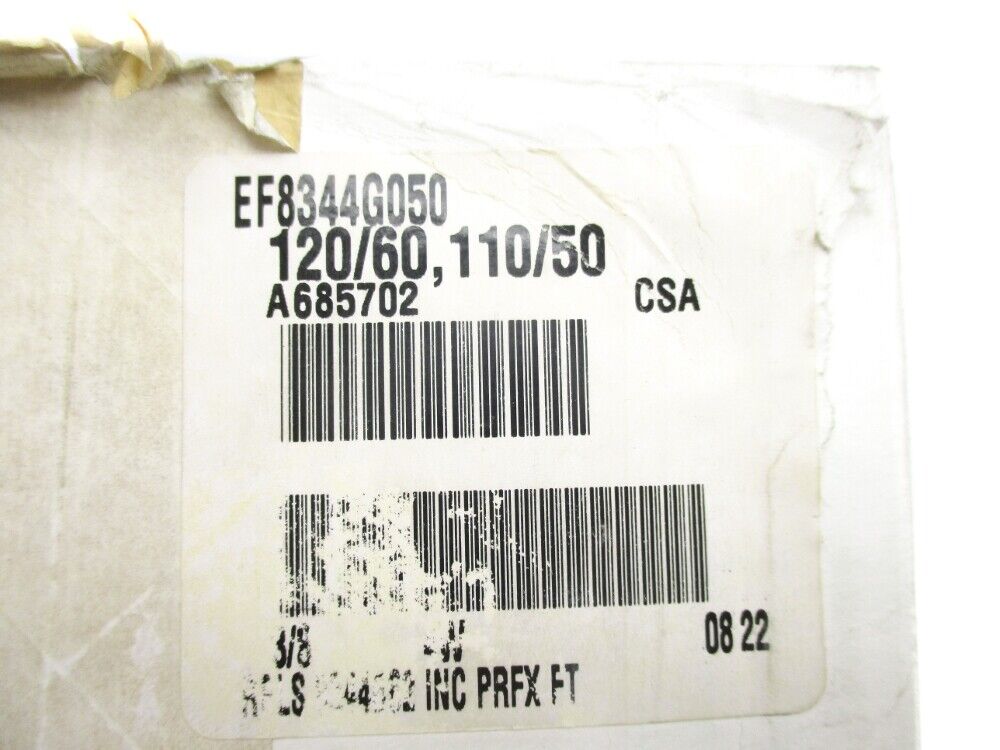 EF8344G050
120/60, 110/50
A685702 CSA
3/8 08 22
INC PRFX FT